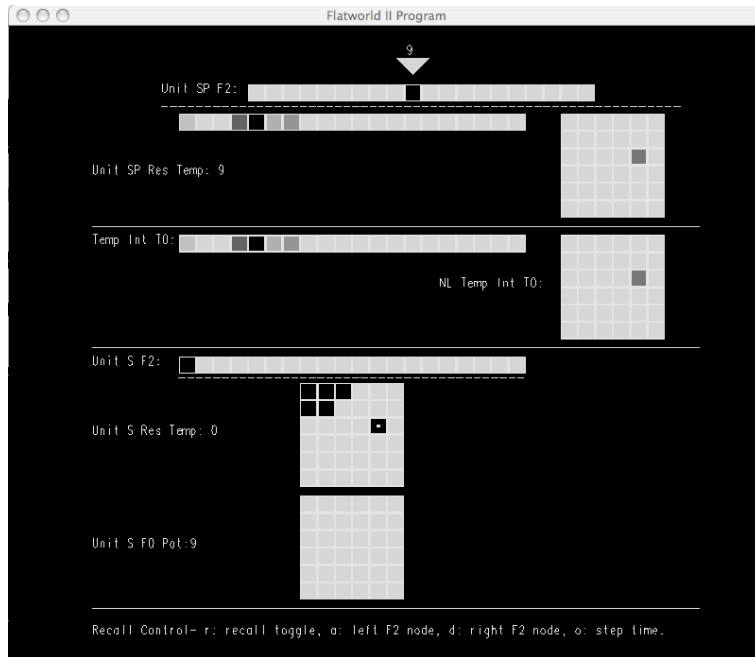 Flatworld II Program
9
Unit SP F2:
Unit SP Res Temp: 9
Temp Int T0:
NL Temp Int T0:
Unit S F2:
Unit S Res Temp: 0
Unit S F0 Pat:9
Recall Control- r: recall toggle, a: left F2 node, d: right F2 node, o: step time.